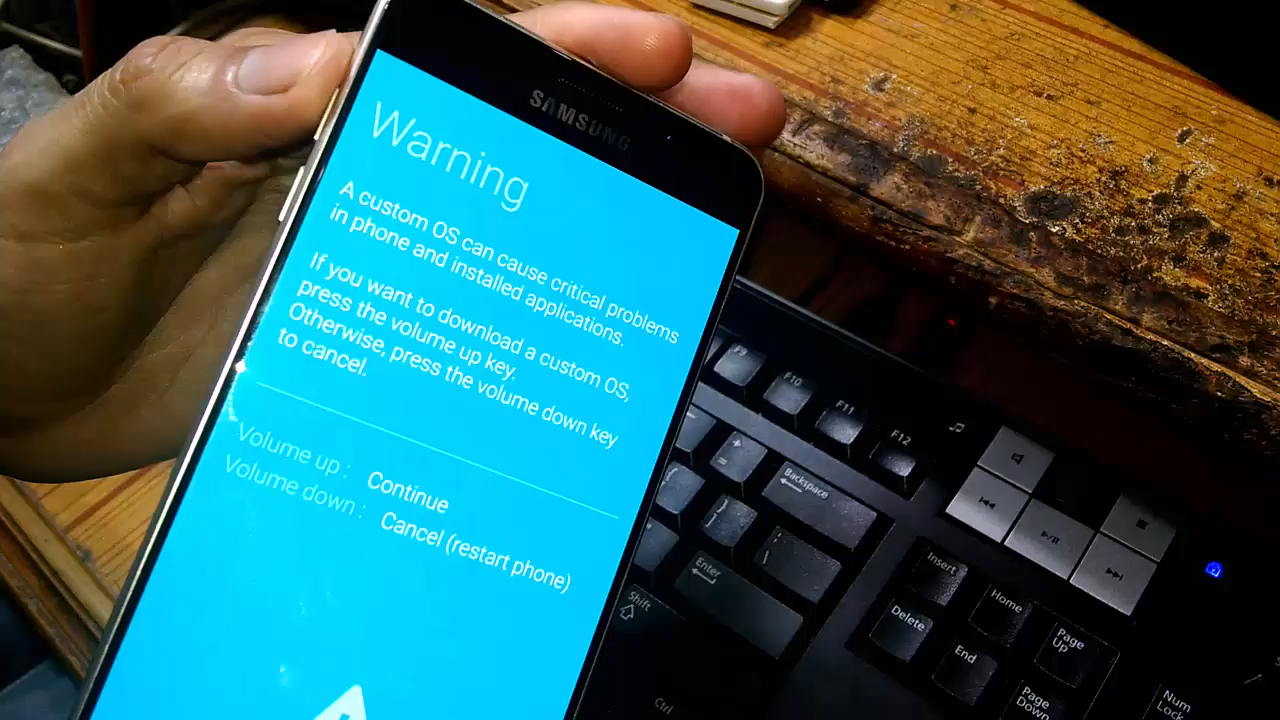 SAMSUNG
Warning
A custom OS can cause critical problems
in phone and installed applications.
If you want to download a custom OS,
press the volume up key.
Otherwise, press the volume down key
to cancel.
Volume up : Continue
Volume down : Cancel (restart phone)
F9
F10
F11
F12
+
=
Backspace
Enter
Shift
Ctrl
Insert
Home
Page
Up
Delete
End
Page
Down
Num
Lock